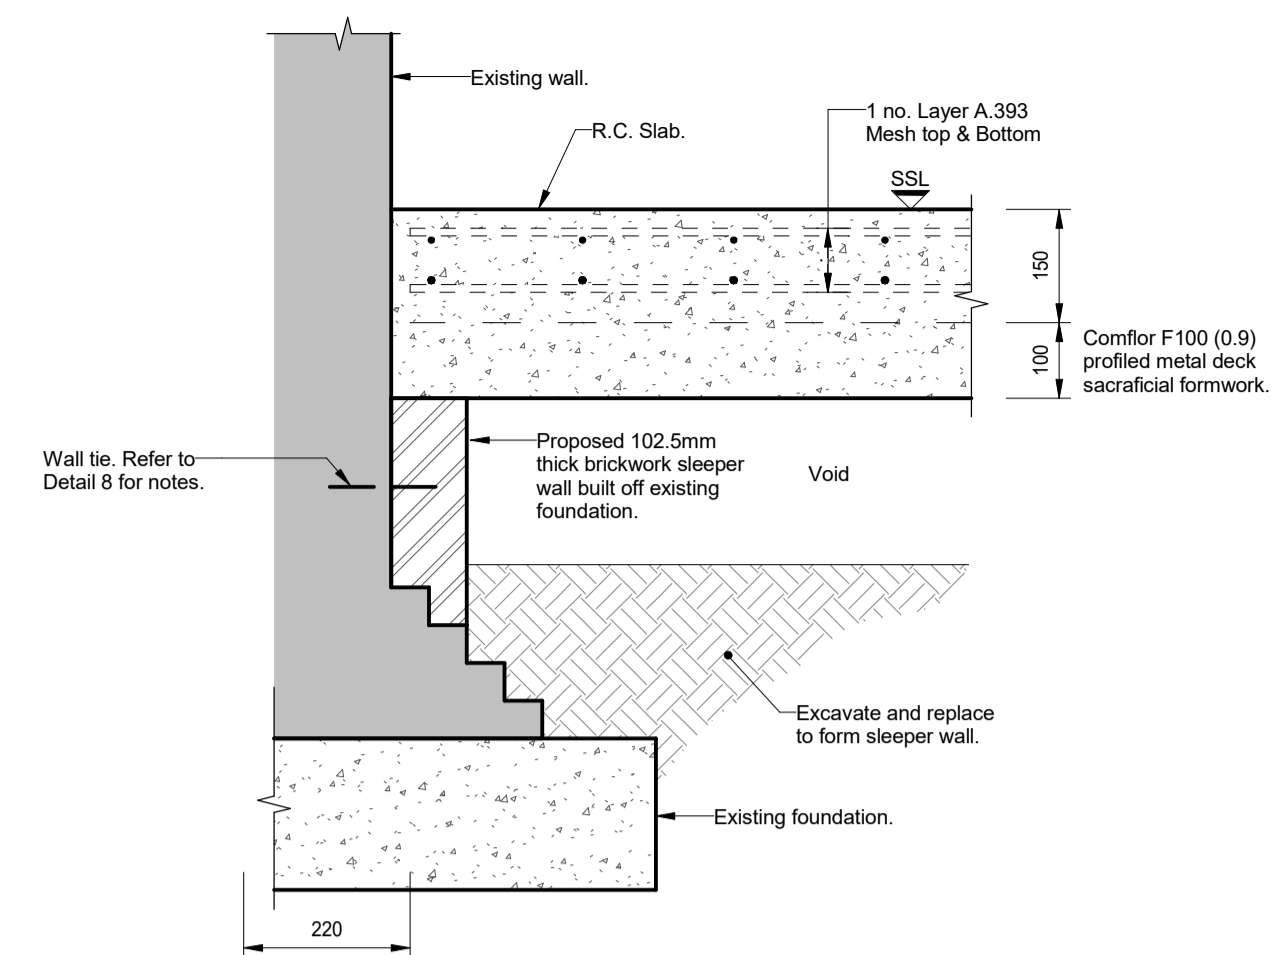 Existing wall.
1 no. Layer A.393
Mesh top & Bottom
R.C. Slab.
SSL
150
100
Comflor F100 (0.9)
profiled metal deck
sacraficial formwork.
Wall tie. Refer to
Detail 8 for notes.
Proposed 102.5mm
thick brickwork sleeper
wall built off existing
foundation.
Void
Excavate and replace
to form sleeper wall.
Existing foundation.
220